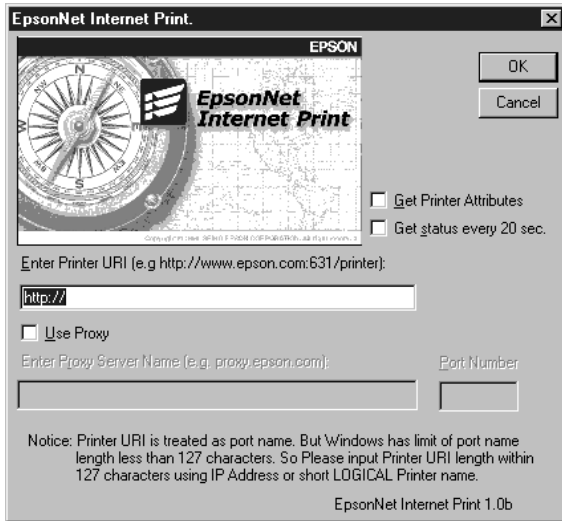 EpsonNet Internet Print.
EPSON
EpsonNet
Internet Print
N
E
S
W
OK
Cancel
Get Printer Attributes
Get status every 20 sec.
Enter Printer URI (e.g http://www.epson.com:631/printer):
http://
Use Proxy
Enter Proxy Server Name (e.g. proxy.epson.com):
Port Number
Notice: Printer URI is treated as port name. But Windows has limit of port name
length less than 127 characters. So Please input Printer URI length within
127 characters using IP Address or short LOGICAL Printer name.
EpsonNet Internet Print 1.0b